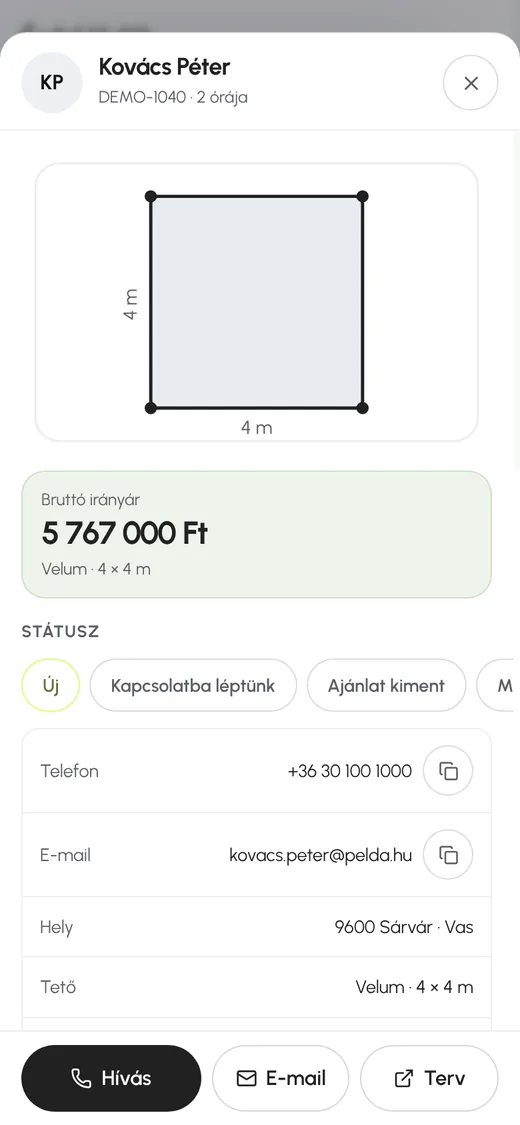 KP
Kovács Péter
DEMO-1040 · 2 órája
4 m
4 m
Bruttó irányár
5 767 000 Ft
Velum · 4 × 4 m
STÁTUSZ
Új
Kapcsolatba léptünk
Ajánlat kiment
M
Telefon
+36 30 100 1000
E-mail
kovacs.peter@pelda.hu
Hely
9600 Sárvár · Vas
Tető
Velum · 4 × 4 m
Hívás
E-mail
Terv